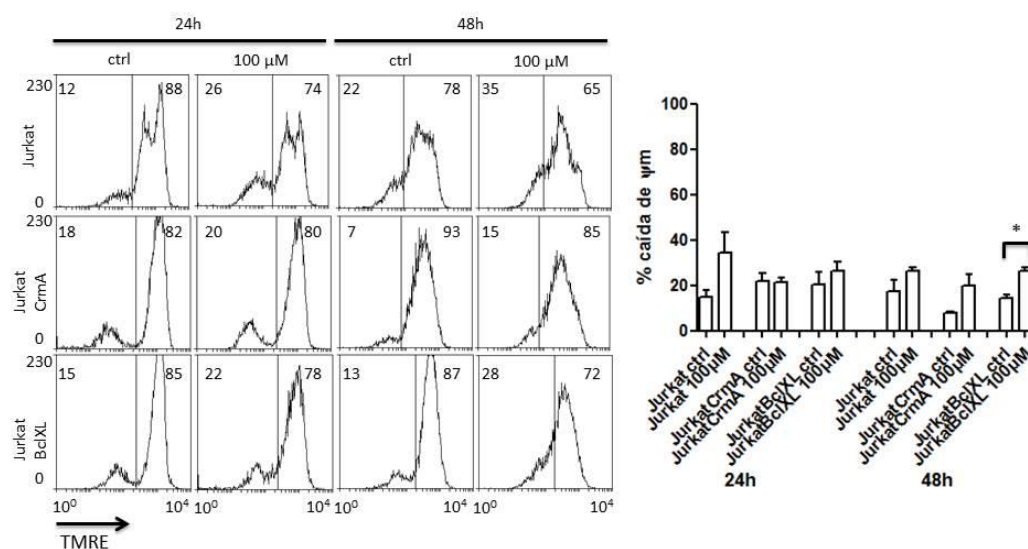 24h 48h
ctrl 100 µM ctrl 100 µM
230 12 88 26 74 22 78 35 65
Jurkat
0
230 18 82 20 80 7 93 15 85
Jurkat CrmA
0
230 15 85 22 78 13 87 28 72
Jurkat BclXL
0
10⁰ 10⁴ 10⁰ 10⁴ 10⁰ 10⁴ 10⁰ 10⁴
TMRE
% caída de ψm
100
80
60
40
20
0
*
Jurkat ctrl
Jurkat 100µM
JurkatCrmA ctrl
JurkatCrmA 100µM
JurkatBclXL ctrl
JurkatBclXL 100µM
Jurkat ctrl
Jurkat 100µM
JurkatCrmA ctrl
JurkatCrmA 100µM
JurkatBclXL ctrl
JurkatBclXL 100µM
24h 48h